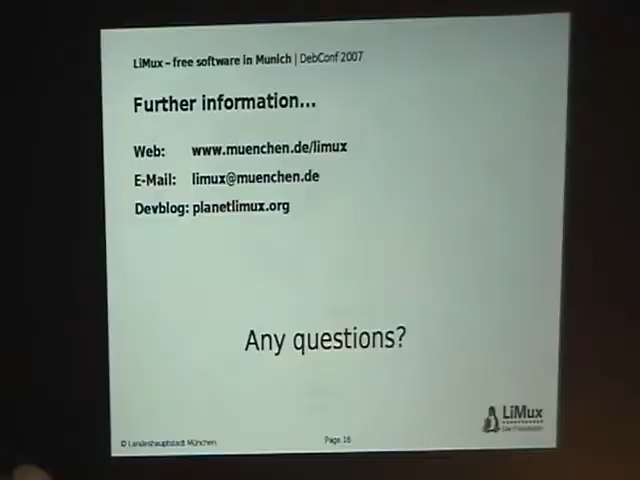 LiMux – free software in Munich | DebConf 2007
Further information...
Web: www.muenchen.de/limux
E-Mail: limux@muenchen.de
Devblog: planetlimux.org
Any questions?
LiMux
© Landeshauptstadt München
Page 16